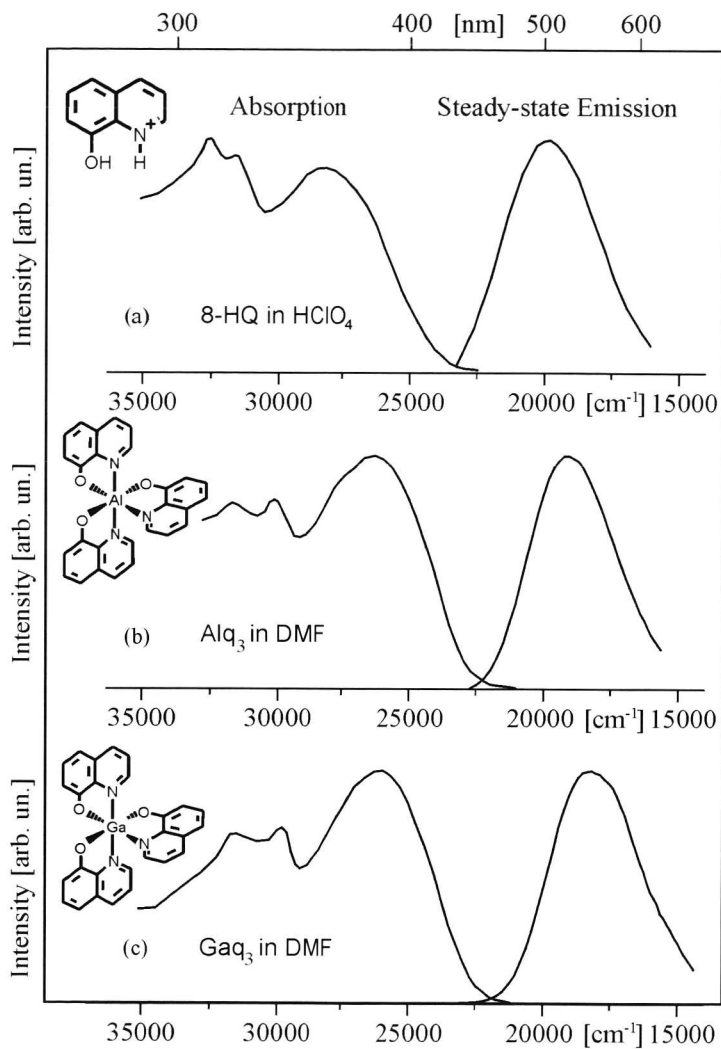 300 400 [nm] 500 600
Absorption Steady-state Emission
N
+
OH H
Intensity [arb. un.]
(a) 8-HQ in HClO₄
35000 30000 25000 20000 [cm⁻¹] 15000
N
O O
Al
O N
N
Intensity [arb. un.]
(b) Alq₃ in DMF
35000 30000 25000 20000 [cm⁻¹] 15000
N
O O
Ga
O N
N
Intensity [arb. un.]
(c) Gaq₃ in DMF
35000 30000 25000 20000 [cm⁻¹] 15000